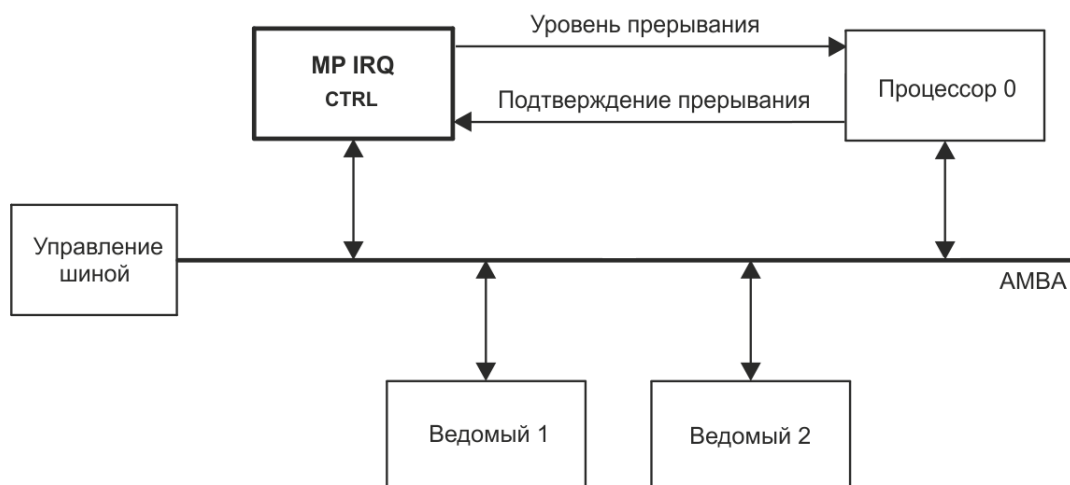 Уровень прерывания
MP IRQ
CTRL
Процессор 0
Подтверждение прерывания
Управление
шиной
AMBA
Ведомый 1
Ведомый 2